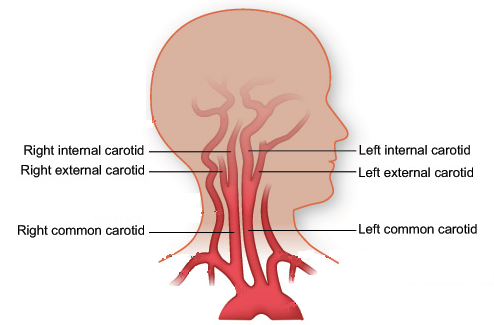 Right internal carotid
Right external carotid
Right common carotid
Left internal carotid
Left external carotid
Left common carotid